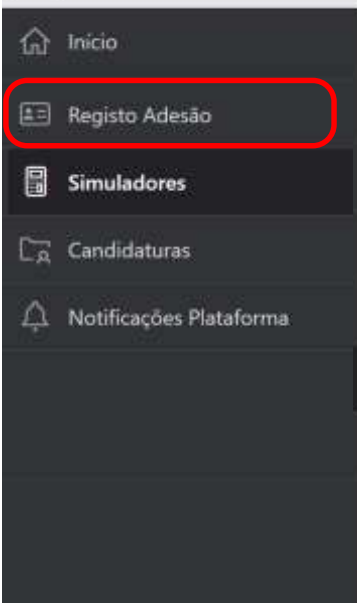 Início
Registo Adesão
Simuladores
Candidaturas
Notificações Plataforma